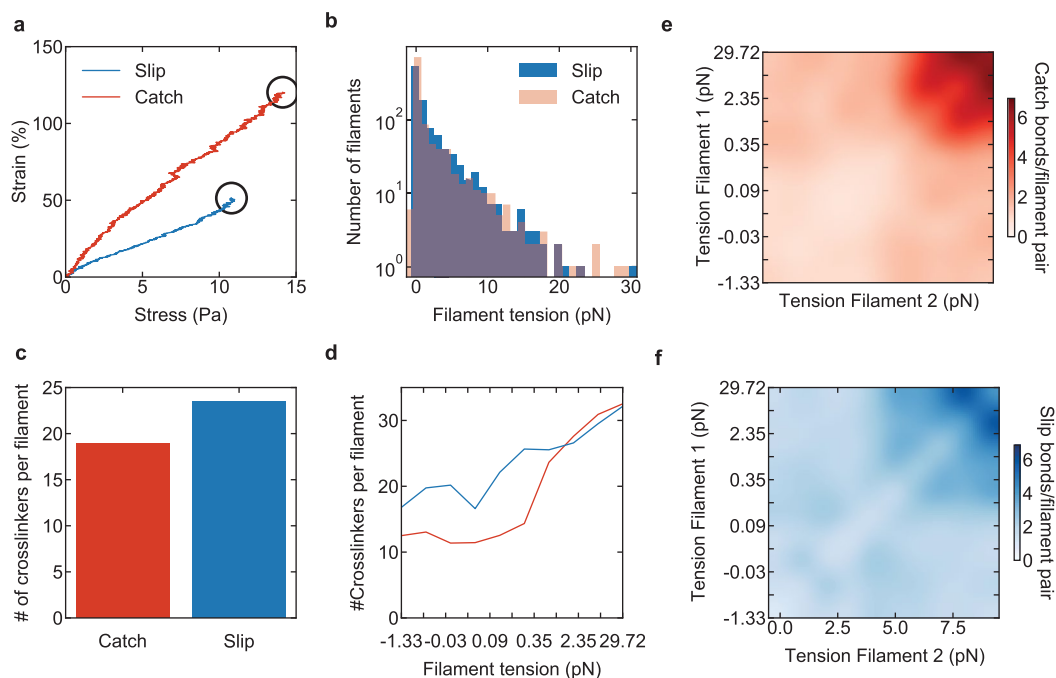 a
150
100
50
0
Strain (%)
Slip
Catch
0
5
10
15
Stress (Pa)
b
10²
10¹
10⁰
Number of filaments
Slip
Catch
0
10
20
30
Filament tension (pN)
e
29.72
2.35
0.35
0.09
-0.03
-1.33
Tension Filament 1 (pN)
Tension Filament 2 (pN)
6
4
2
0
Catch bonds/filament pair
c
25
20
15
10
5
0
# of crosslinkers per filament
Catch
Slip
d
30
20
10
0
#Crosslinkers per filament
-1.33 -0.03 0.09 0.35 2.35 29.72
Filament tension (pN)
f
29.72
2.35
0.35
0.09
-0.03
-1.33
Tension Filament 1 (pN)
0.0
2.5
5.0
7.5
Tension Filament 2 (pN)
6
4
2
0
Slip bonds/filament pair